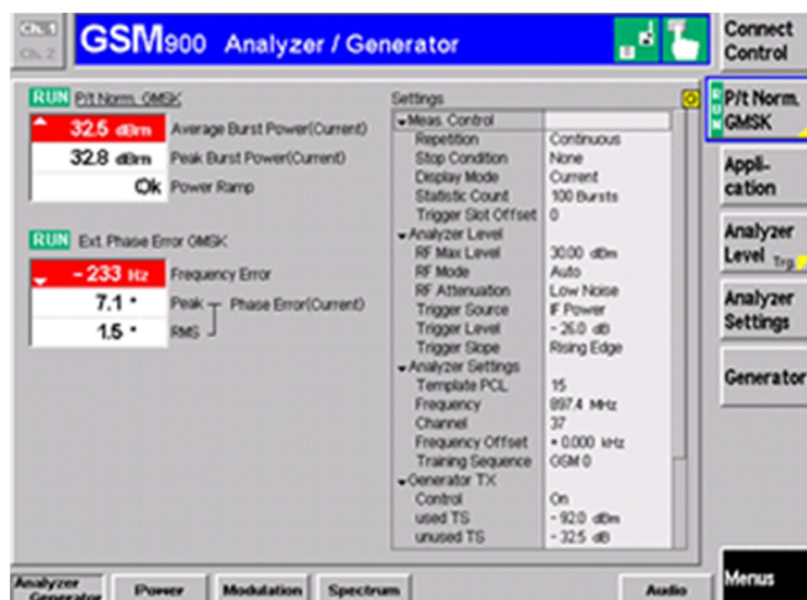 Ch. 1
Ch. 2
GSM900 Analyzer / Generator
Connect Control
RUN P/t Norm. GMSK
32.5 dBm Average Burst Power(Current)
32.8 dBm Peak Burst Power(Current)
Ok Power Ramp
RUN Ext. Phase Error GMSK
- 233 Hz Frequency Error
7.1 ° Peak Phase Error(Current)
1.5 ° RMS
Settings
Meas. Control
Repetition Continuous
Stop Condition None
Display Mode Current
Statistic Count 100 Bursts
Trigger Slot Offset 0
Analyzer Level
RF Max Level 30.00 dBm
RF Mode Auto
RF Attenuation Low Noise
Trigger Source IF Power
Trigger Level - 26.0 dB
Trigger Slope Rising Edge
Analyzer Settings
Template PCL 15
Frequency 897.4 MHz
Channel 37
Frequency Offset + 0.000 kHz
Training Sequence GSM 0
Generator TX
Control On
used TS - 92.0 dBm
unused TS - 32.5 dB
RUN P/t Norm. GMSK
Appli-cation
Analyzer Level Trg.
Analyzer Settings
Generator
Menus
Analyzer Generator
Power
Modulation
Spectrum
Audio